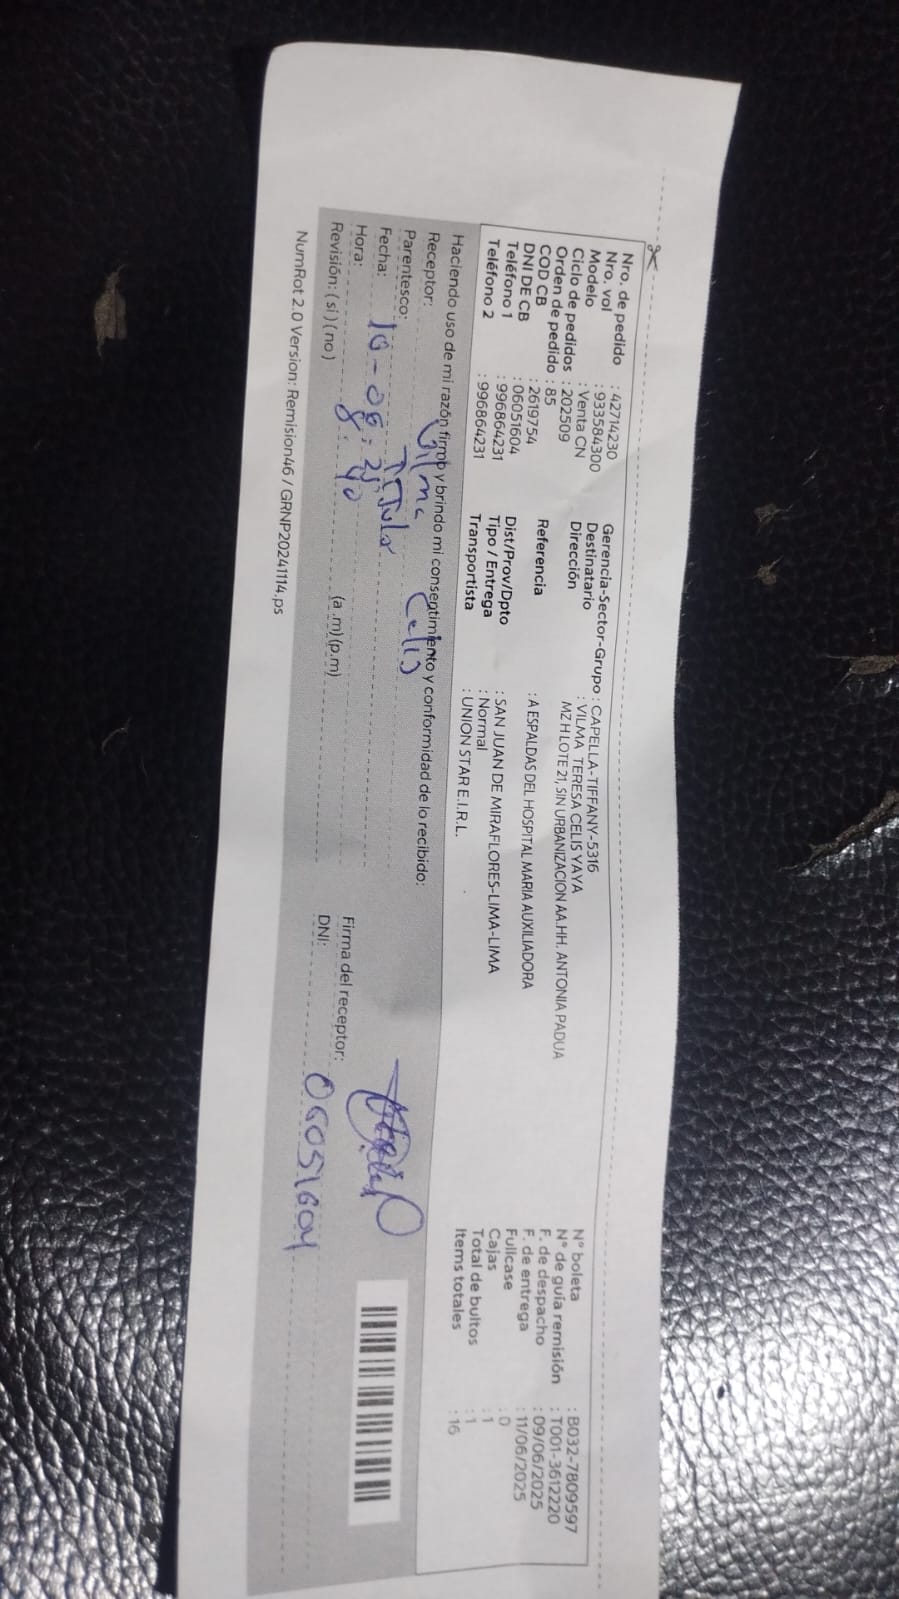 Nro. de pedido : 42714230
Nro. vol : 933584300
Modelo : Venta CN
Ciclo de pedidos : 202509
Orden de pedido : 85
COD CB : 2619754
DNI DE CB : 06051604
Teléfono 1 : 996864231
Teléfono 2 : 996864231
Gerencia-Sector-Grupo : CAPELLA-TIFFANY-5316
Destinatario : VILMA TERESA CELIS YAYA
Dirección MZ H LOTE 21, SIN URBANIZACION AA.HH. ANTONIA PADUA
Referencia : A ESPALDAS DEL HOSPITAL MARIA AUXILIADORA
Dist/Prov/Dpto : SAN JUAN DE MIRAFLORES-LIMA-LIMA
Tipo / Entrega : Normal
Transportista : UNION STAR E.I.R.L.
N° boleta : B032-7809597
N° de guía remisión : T001-3612220
F. de despacho : 09/06/2025
F. de entrega : 11/06/2025
Fullcase : 0
Cajas : 1
Total de bultos : 1
Items totales : 16
Haciendo uso de mi razón firmo y brindo mi consentimiento y conformidad de lo recibido:
Receptor: Vilma Celis
Parentesco: Titular
Fecha: 10-06-25
Hora: 8:40 (a .m) (p.m)
Revisión: ( si ) ( no )
Firma del receptor:
DNI: 06051604
NumRot 2.0 Version: Remision46 / GRNP20241114.ps